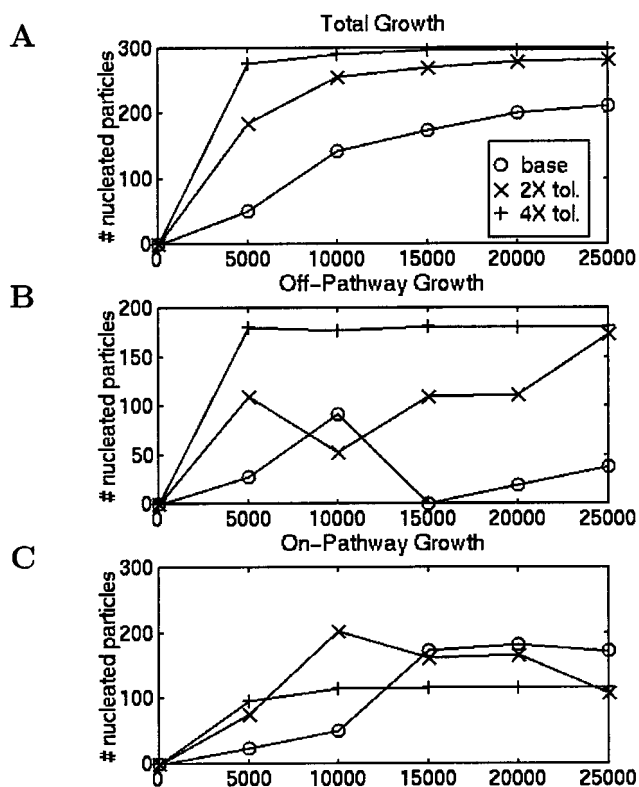 A
Total Growth
# nucleated particles
300
200
100
0
0
5000
10000
15000
20000
25000
base
2X tol.
4X tol.
B
Off-Pathway Growth
# nucleated particles
200
150
100
50
0
0
5000
10000
15000
20000
25000
C
On-Pathway Growth
# nucleated particles
300
200
100
0
0
5000
10000
15000
20000
25000